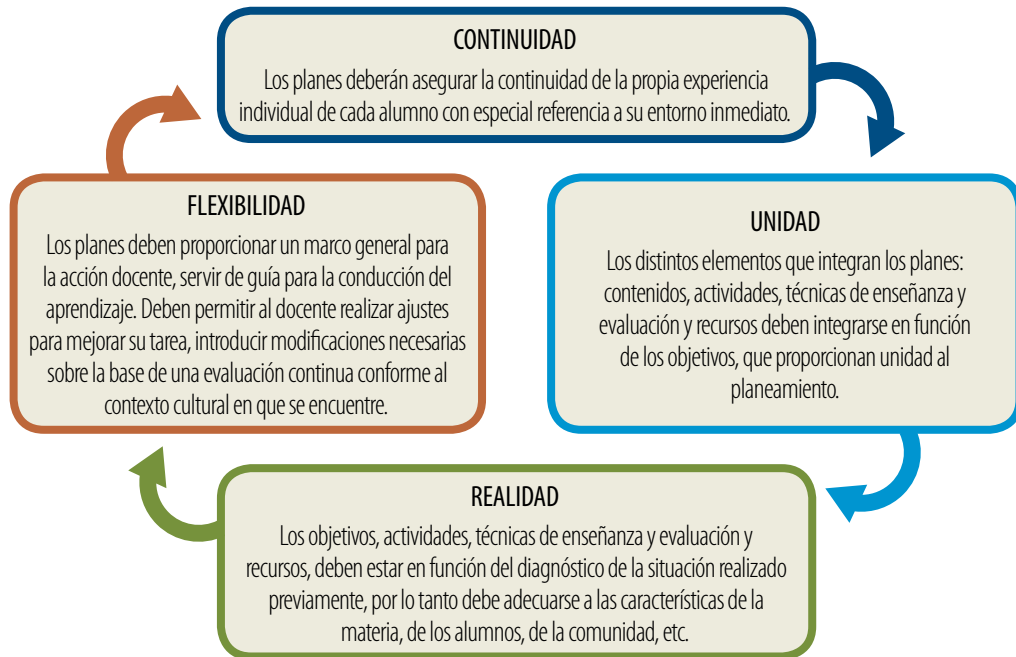 CONTINUIDAD
Los planes deberán asegurar la continuidad de la propia experiencia
individual de cada alumno con especial referencia a su entorno inmediato.
FLEXIBILIDAD
Los planes deben proporcionar un marco general para
la acción docente, servir de guía para la conducción del
aprendizaje. Deben permitir al docente realizar ajustes
para mejorar su tarea, introducir modificaciones necesarias
sobre la base de una evaluación continua conforme al
contexto cultural en que se encuentre.
UNIDAD
Los distintos elementos que integran los planes:
contenidos, actividades, técnicas de enseñanza y
evaluación y recursos deben integrarse en función
de los objetivos, que proporcionan unidad al
planeamiento.
REALIDAD
Los objetivos, actividades, técnicas de enseñanza y evaluación y
recursos, deben estar en función del diagnóstico de la situación realizado
previamente, por lo tanto debe adecuarse a las características de la
materia, de los alumnos, de la comunidad, etc.